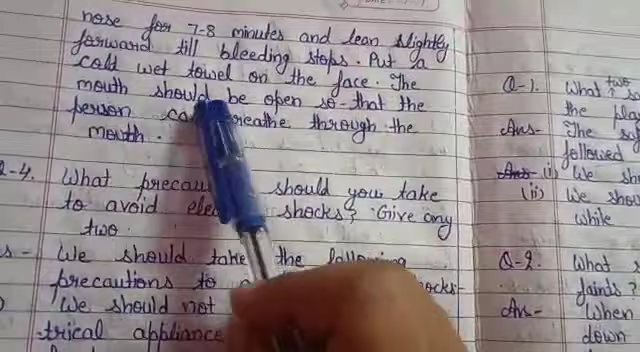 nose for 7-8 minutes and lean slightly
forward till bleeding stops. Put a
cold wet towel on the face. The
mouth should be open so-that the
person breathe through the
mouth.
Q-4. What should you take
to avoid shocks? Give any
two.
We should take the following
precautions to
We should not
-trical appliance
Q-1. What two
the
Ans- The
followed
Ans- (i) We
(ii) We
while
Q-2. What
faints?
Ans- When
down